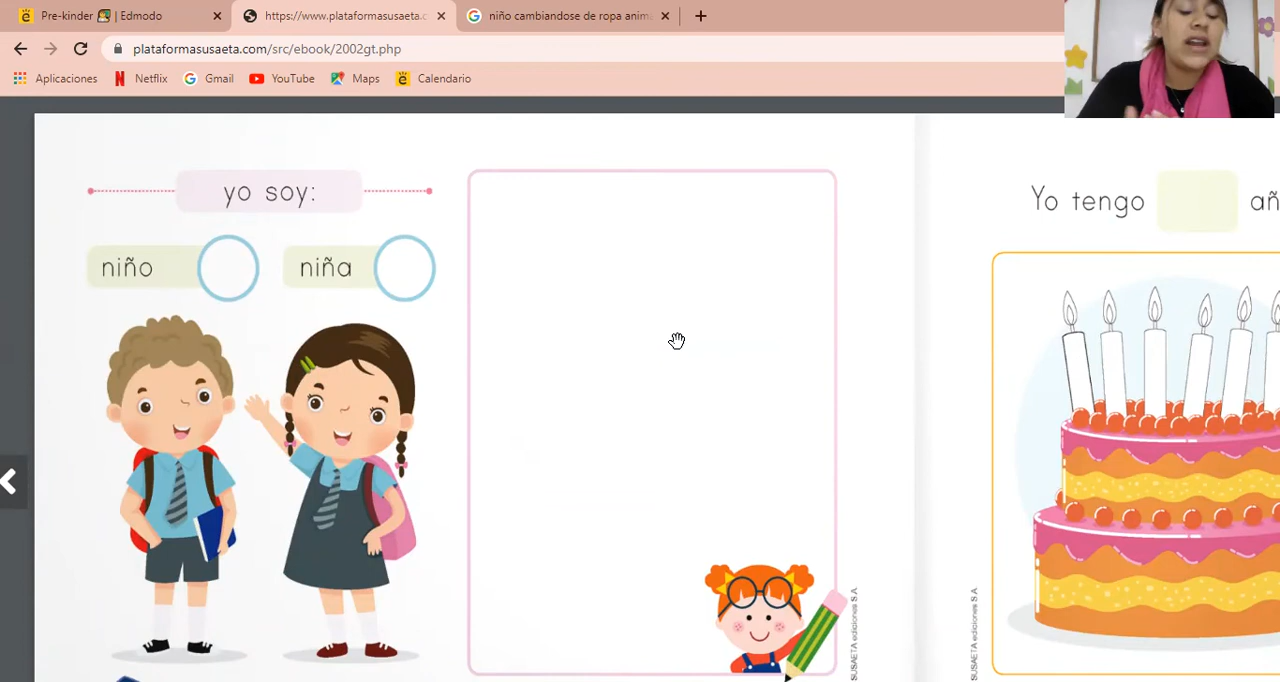 Pre-kinder | Edmodo
https://www.plataformasusaeta.c
niño cambiandose de ropa anim
plataformasusaeta.com/src/ebook/2002gt.php
Aplicaciones Netflix Gmail YouTube Maps Calendario
yo soy:
niño niña
Yo tengo añ
SUSAETA ediciones S.A.
SUSAETA ediciones S.A.